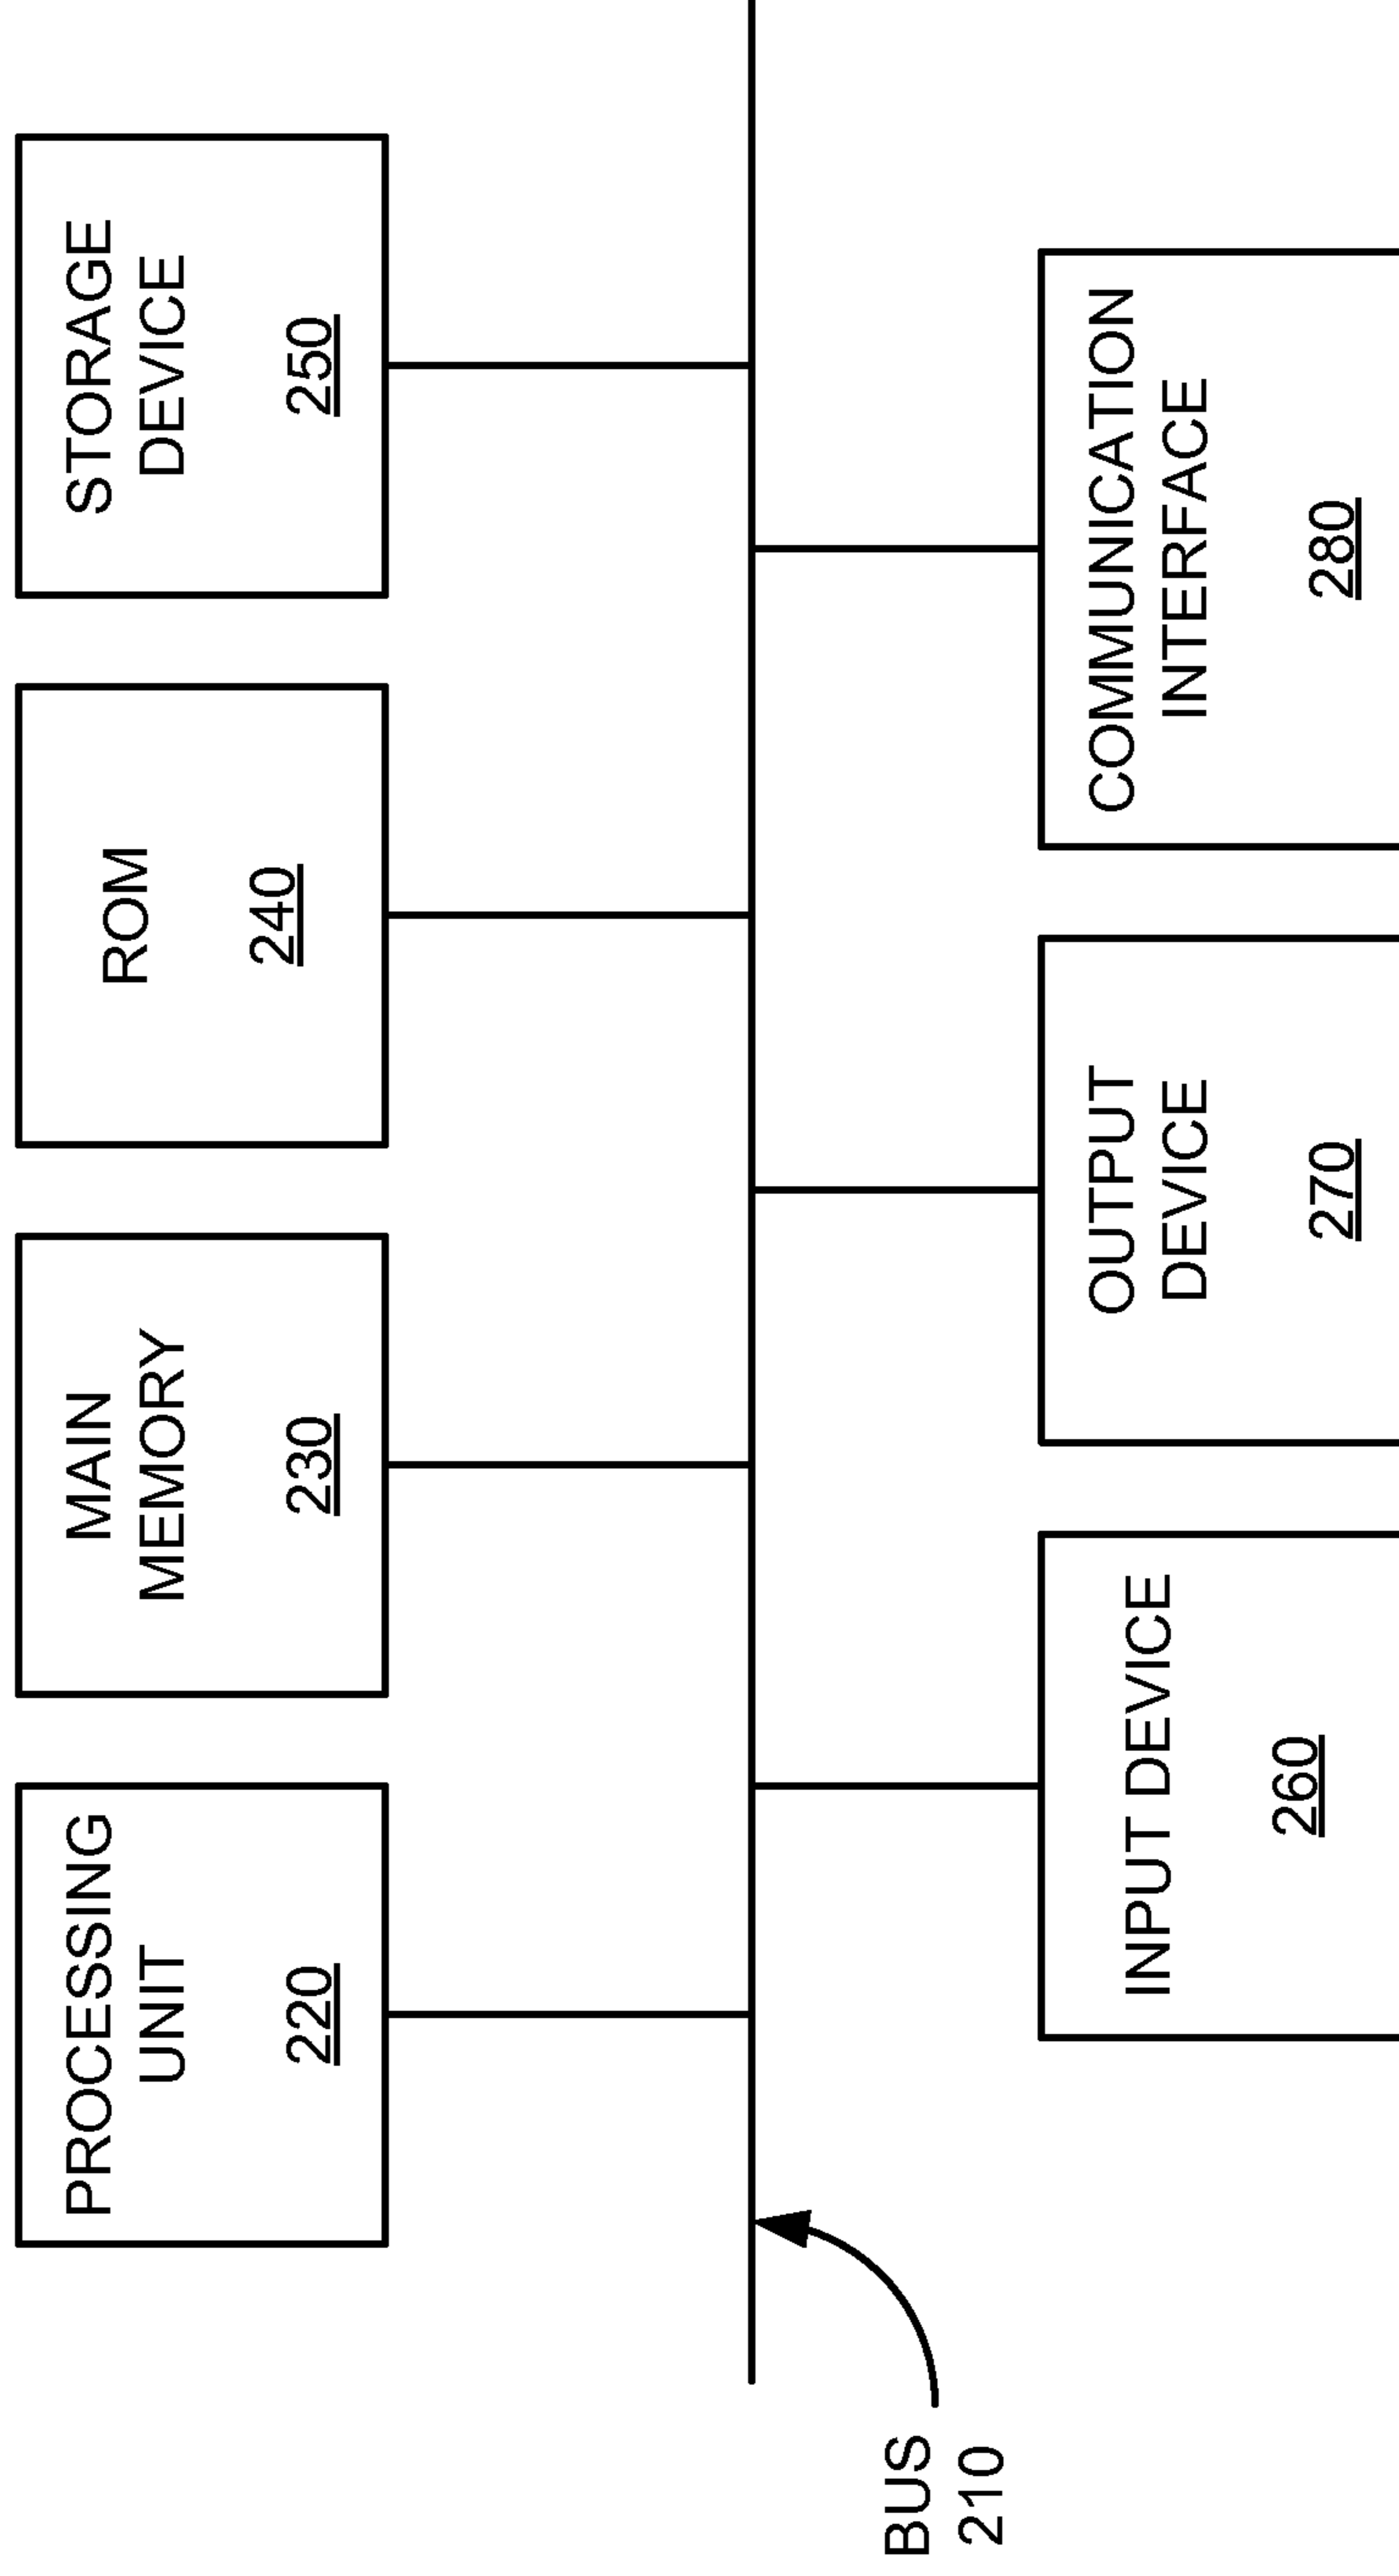 PROCESSING
UNIT
220
MAIN
MEMORY
230
ROM
240
STORAGE
DEVICE
250
BUS
210
INPUT DEVICE
260
OUTPUT
DEVICE
270
COMMUNICATION
INTERFACE
280